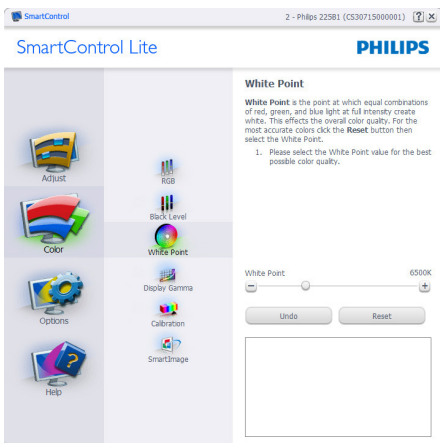 SmartControl
2 - Philips 225B1 (CS30715000001)
SmartControl Lite
PHILIPS
Adjust
Color
Options
Help
RGB
Black Level
White Point
Display Gamma
Calibration
SmartImage
White Point
White Point is the point at which equal combinations
of red, green, and blue light at full intensity create
white. This effects the overall color quality. For the
most accurate colors click the Reset button then
select the White Point.
1. Please select the White Point value for the best
possible color quality.
White Point 6500K
Undo Reset